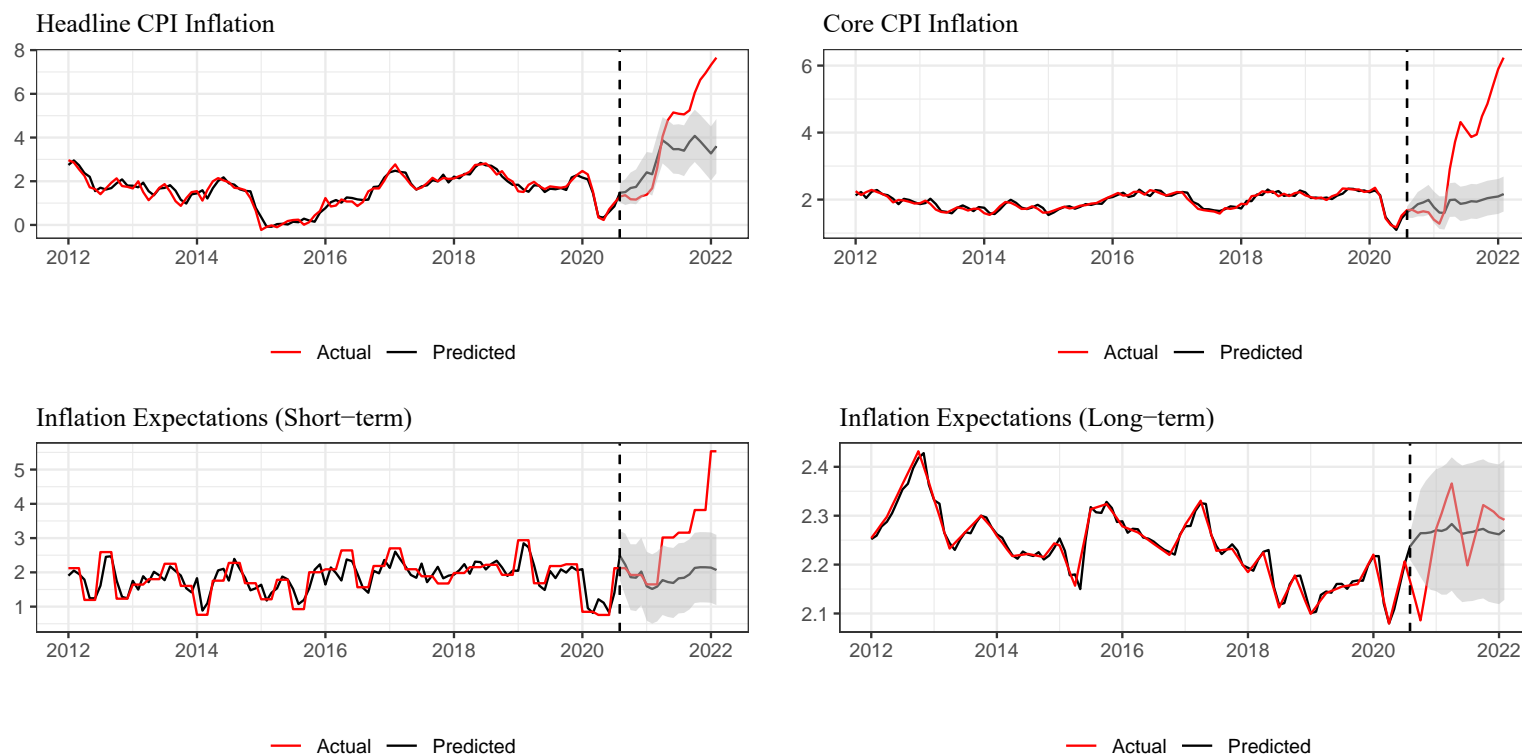 Headline CPI Inflation
8
6
4
2
0
2012 2014 2016 2018 2020 2022
Actual Predicted
Core CPI Inflation
6
4
2
2012 2014 2016 2018 2020 2022
Actual Predicted
Inflation Expectations (Short−term)
5
4
3
2
1
2012 2014 2016 2018 2020 2022
Actual Predicted
Inflation Expectations (Long−term)
2.4
2.3
2.2
2.1
2012 2014 2016 2018 2020 2022
Actual Predicted